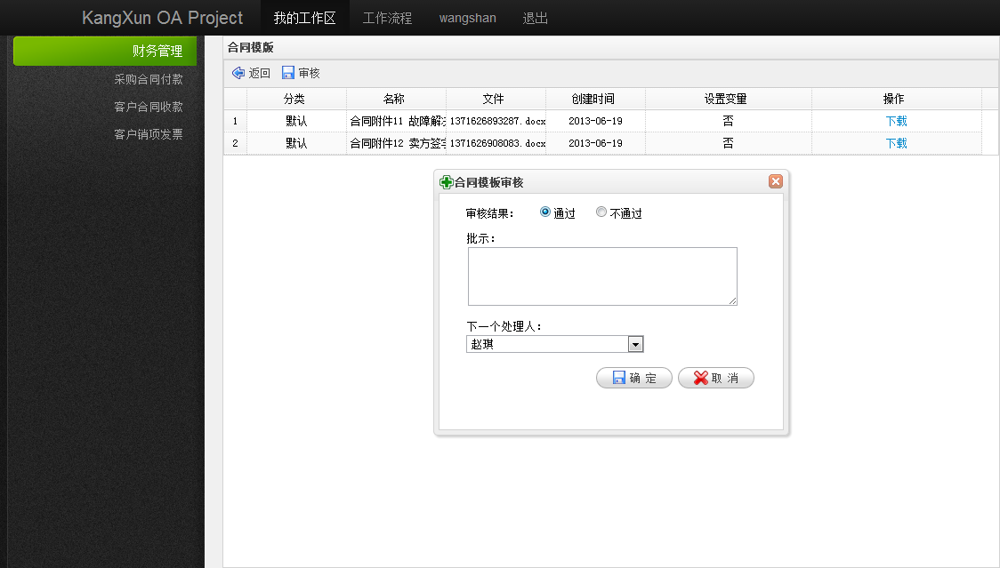 KangXun OA Project 我的工作区 工作流程 wangshan 退出
财务管理
采购合同付款
客户合同收款
客户销项发票
合同模版
返回 审核
分类 名称 文件 创建时间 设置变量 操作
1 默认 合同附件11 故障解决 1371626893287.docx 2013-06-19 否 下载
2 默认 合同附件12 卖方签字 1371626908083.docx 2013-06-19 否 下载
合同模板审核
审核结果： 通过 不通过
批示：
下一个处理人：
赵琪
确 定 取 消